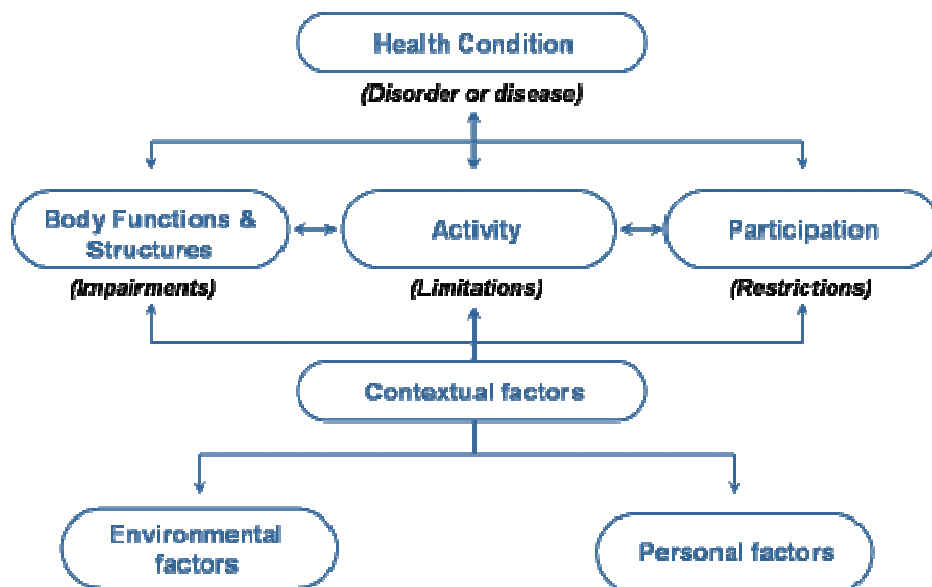 Health Condition
(Disorder or disease)
Body Functions &
Structures
Activity
Participation
(Impairments)
(Limitations)
(Restrictions)
Contextual factors
Environmental
factors
Personal factors